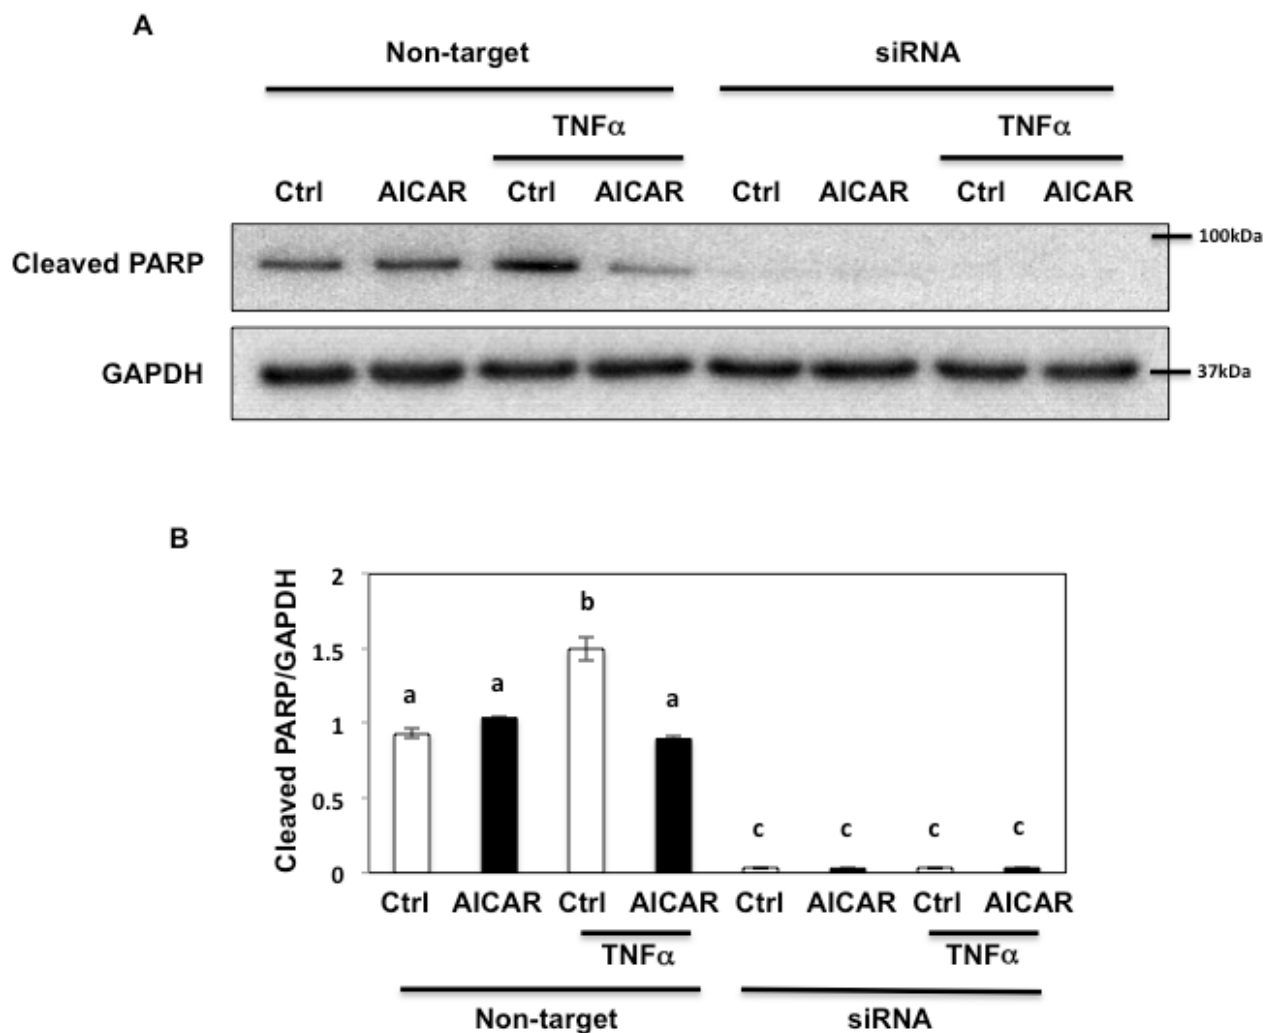 A
Non-target siRNA
TNFα TNFα
Ctrl AICAR Ctrl AICAR Ctrl AICAR Ctrl AICAR
100kDa
Cleaved PARP
GAPDH
37kDa
B
Cleaved PARP/GAPDH
2
b
1.5
a a a
1
0.5
c c c c
0
Ctrl AICAR Ctrl AICAR Ctrl AICAR Ctrl AICAR
TNFα TNFα
Non-target siRNA